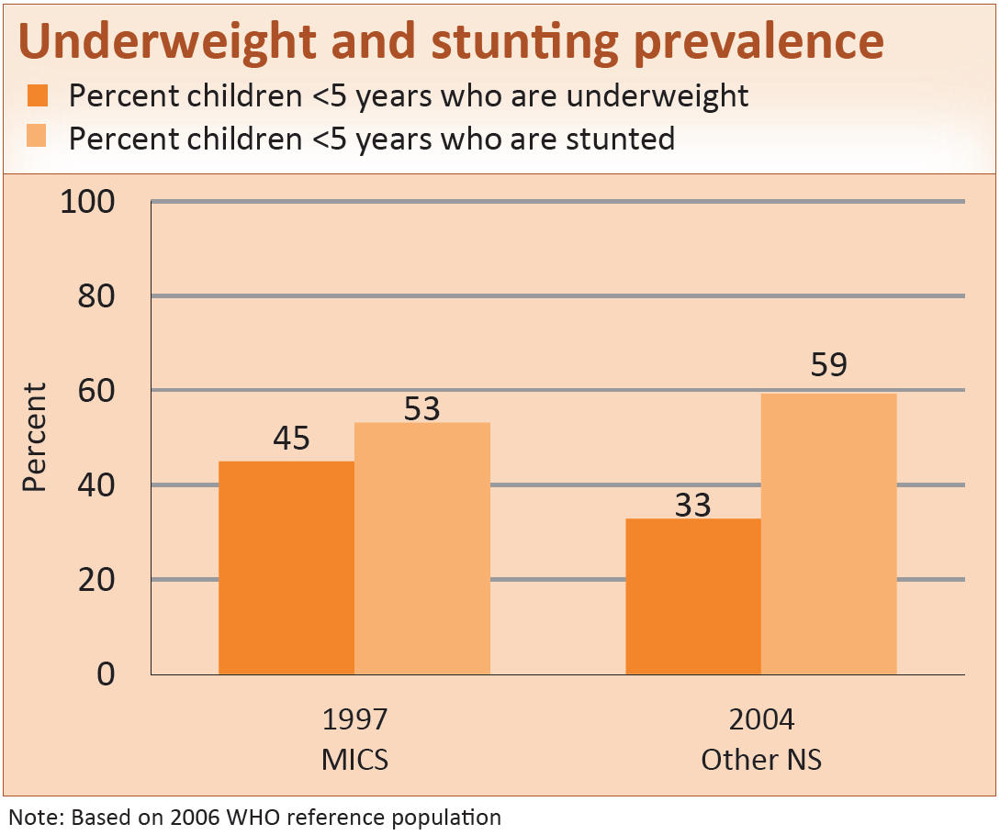 Underweight and stunting prevalence
Percent children <5 years who are underweight
Percent children <5 years who are stunted
100
80
60
40
20
0
Percent
45
53
33
59
1997
MICS
2004
Other NS
Note: Based on 2006 WHO reference population